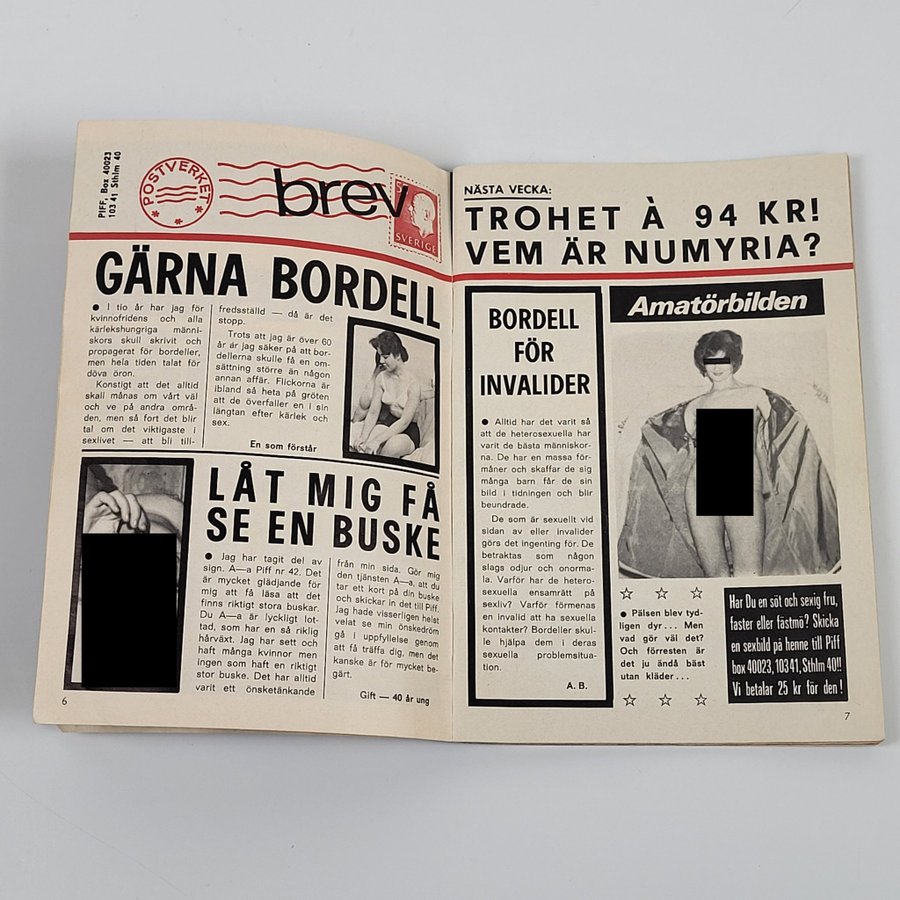 PIFF, Box 40023
103 41 Sthlm 40
POSTVERKET
brev
SVERIGE
GÄRNA BORDELL
● I tio år har jag för
kvinnofridens och alla
kärlekshungriga männi-
skors skull skrivit och
propagerat för bordeller,
men hela tiden talat för
döva öron.
Konstigt att det alltid
skall månas om vårt väl
och ve på andra områ-
den, men så fort det blir
tal om det viktigaste i
sexlivet — att bli till-
fredsställd — då är det
stopp.
Trots att jag är över 60
år är jag säker på att bor-
dellerna skulle få en om-
sättning större än någon
annan affär. Flickorna är
ibland så heta på gröten
att de överfaller en i sin
längtan efter kärlek och
sex.
En som förstår
LÅT MIG FÅ
SE EN BUSKE
● Jag har tagit del av
sign. A—a Piff nr 42. Det
är mycket glädjande för
mig att få läsa att det
finns riktigt stora buskar.
Du A—a är lyckligt lot-
tad, som har en så riklig
hårväxt. Jag har sett och
haft många kvinnor men
ingen som haft en riktigt
stor buske. Det har alltid
varit ett önsketänkande
från min sida. Gör mig
den tjänsten A—a, att du
tar ett kort på din buske
och skickar in det till Piff.
Jag hade visserligen helst
velat se min önskedröm
gå i uppfyllelse genom
att få träffa dig, men det
kanske är för mycket be-
gärt.
Gift — 40 år ung
6
NÄSTA VECKA:
TROHET À 94 KR!
VEM ÄR NUMYRIA?
BORDELL
FÖR
INVALIDER
● Alltid har det varit så
att de heterosexuella har
varit de bästa människor-
na. De har en massa för-
måner och skaffar de sig
många barn får de sin
bild i tidningen och blir
beundrade.
De som är sexuellt vid
sidan av eller invalider
görs det ingenting för. De
betraktas som någon
slags odjur och onorma-
la. Varför har de hetero-
sexuella ensamrätt på
sexliv? Varför förmenas
en invalid att ha sexuella
kontakter? Bordeller skul-
le hjälpa dem i deras
sexuella problemsitua-
tion.
A. B.
Amatörbilden
☆ ☆ ☆
● Pälsen blev tyd-
ligen dyr... Men
vad gör väl det?
Och förresten är
det ju ändå bäst
utan kläder...
☆ ☆ ☆
Har Du en söt och sexig fru,
faster eller fästmö? Skicka
en sexbild på henne till Piff
box 40023, 103 41, Sthlm 40!!
Vi betalar 25 kr för den!
7